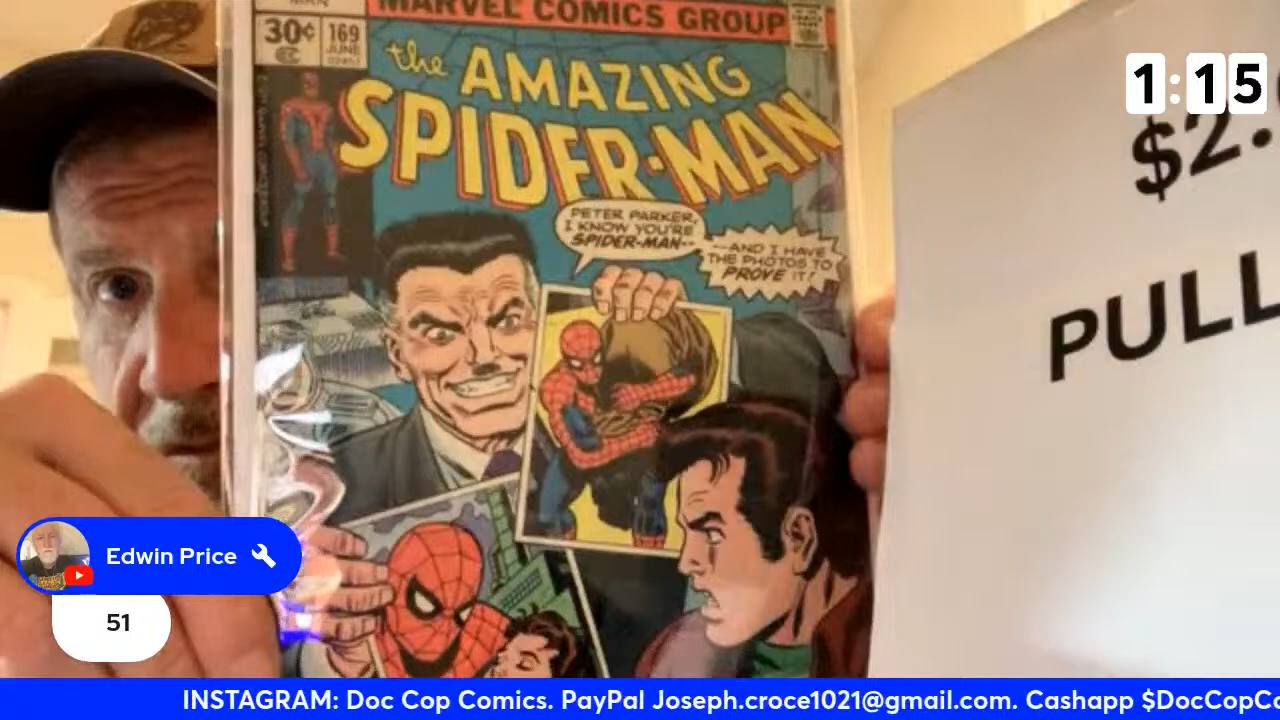 MARVEL COMICS GROUP
30¢ 169
JUNE
the AMAZING
SPIDER-MAN
PETER PARKER,
I KNOW YOU'RE
SPIDER-MAN--
--AND I HAVE
THE PHOTOS TO
PROVE IT!
1:15
$2.
PULL
Edwin Price
51
INSTAGRAM: Doc Cop Comics. PayPal Joseph.croce1021@gmail.com. Cashapp $DocCopCo